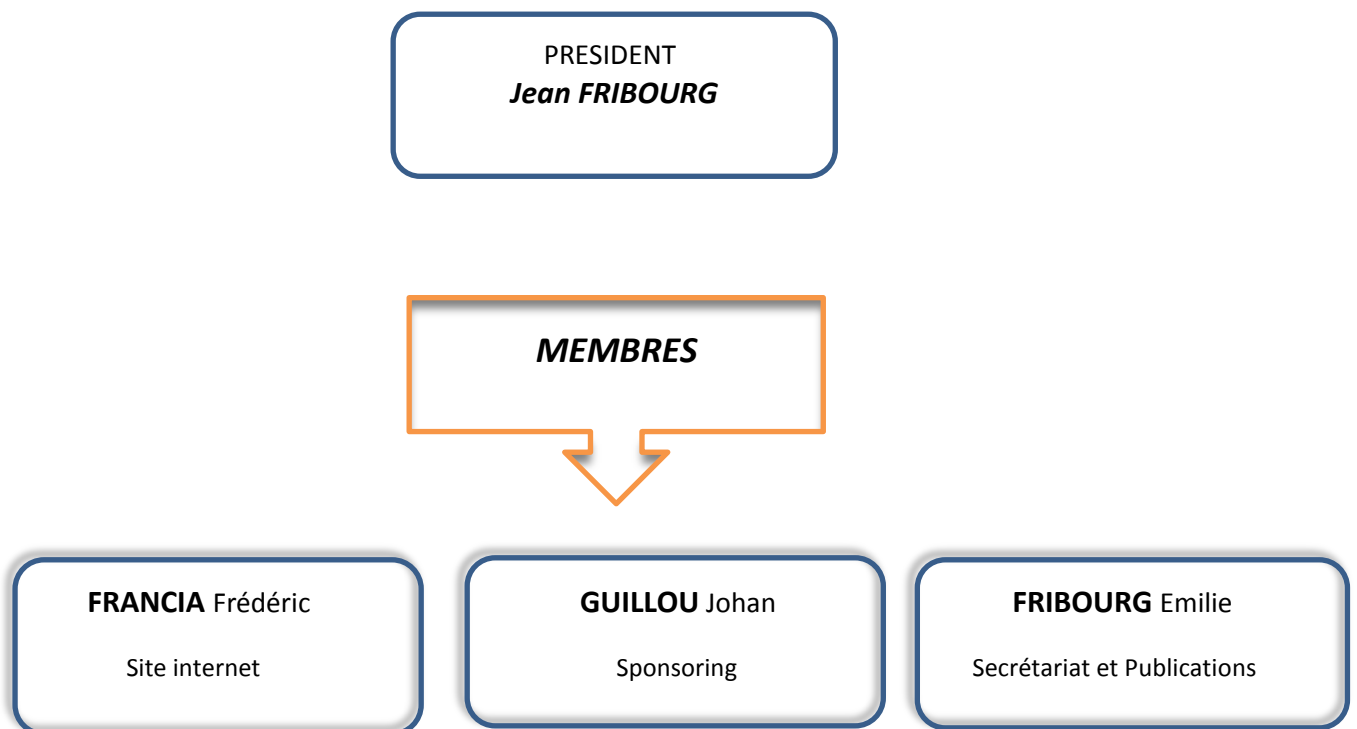 PRESIDENT
Jean FRIBOURG
MEMBRES
FRANCIA Frédéric
Site internet
GUILLOU Johan
Sponsoring
FRIBOURG Emilie
Secrétariat et Publications